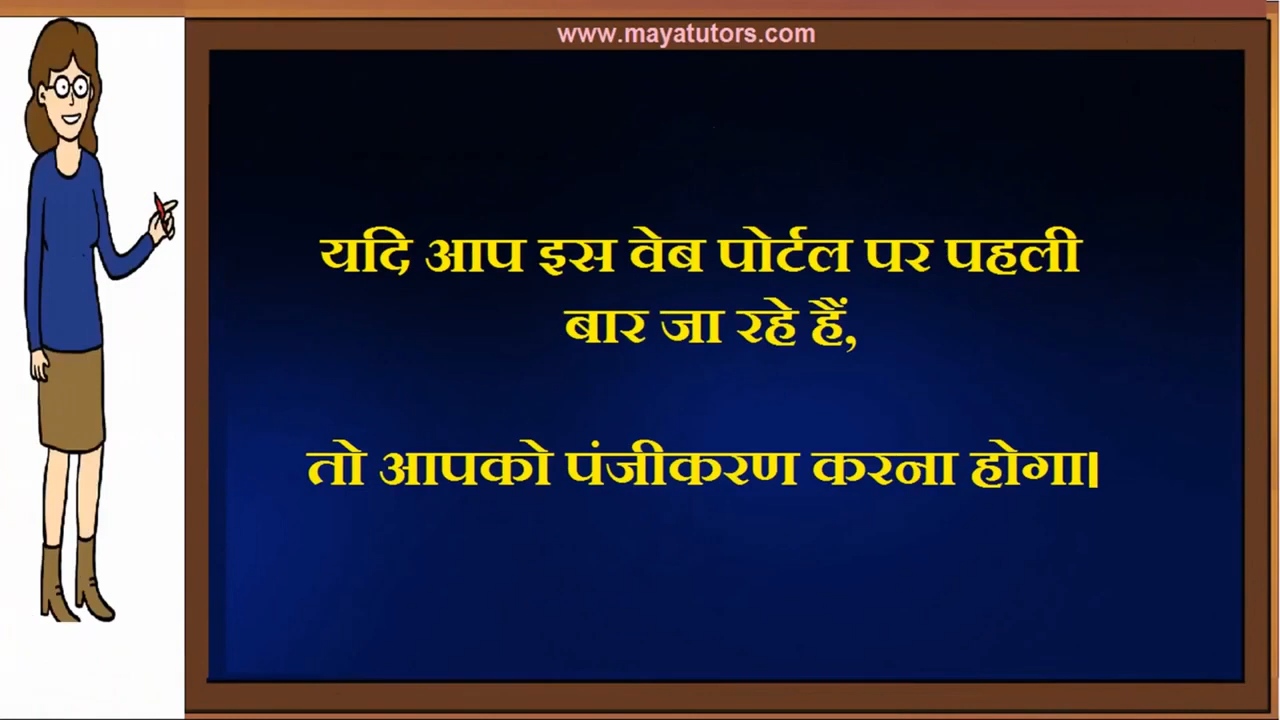 www.mayatutors.com
यदि आप इस वेब पोर्टल पर पहली
बार जा रहे हैं,
तो आपको पंजीकरण करना होगा।